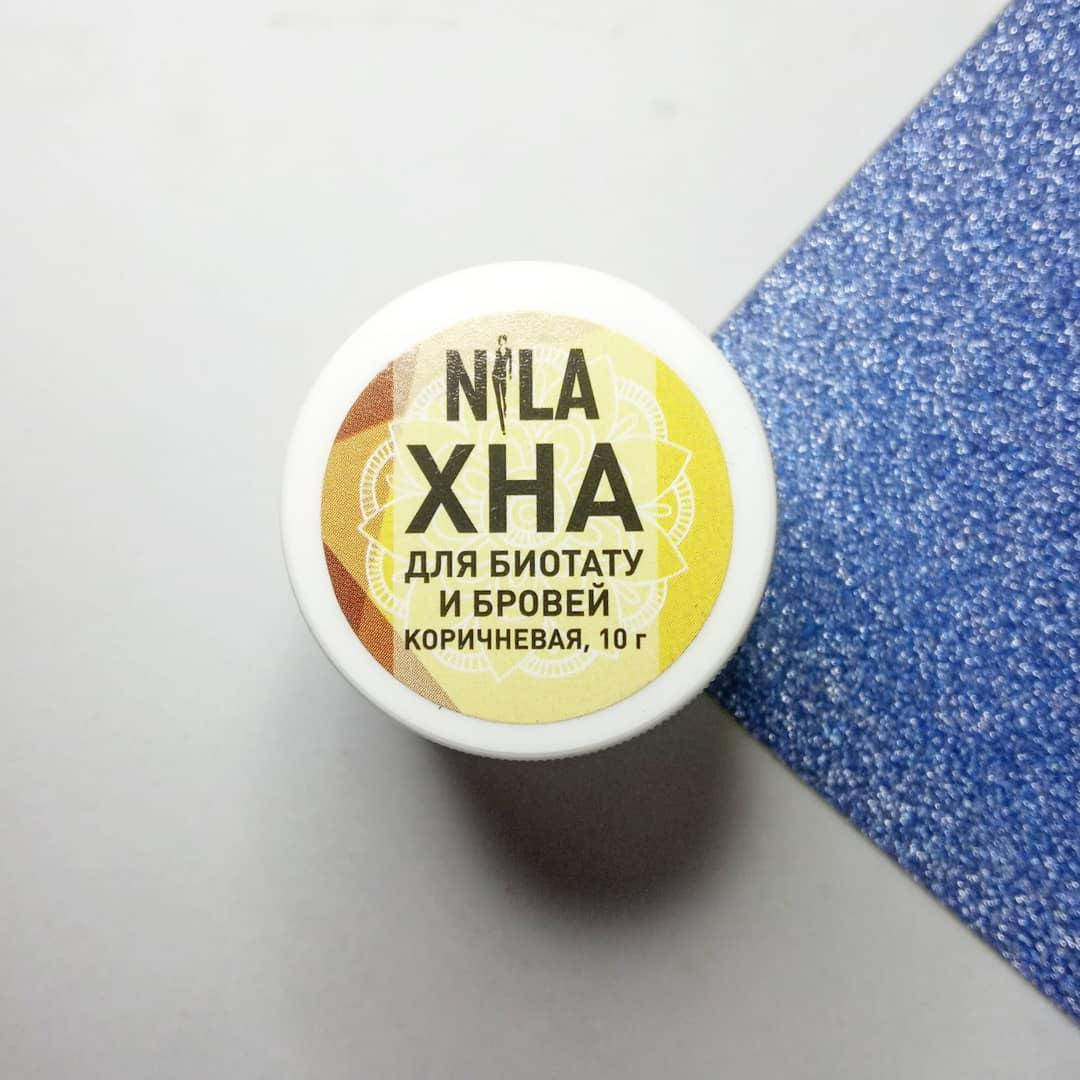 NILA
ХНА
ДЛЯ БИОТАТУ
И БРОВЕЙ
КОРИЧНЕВАЯ, 10 г